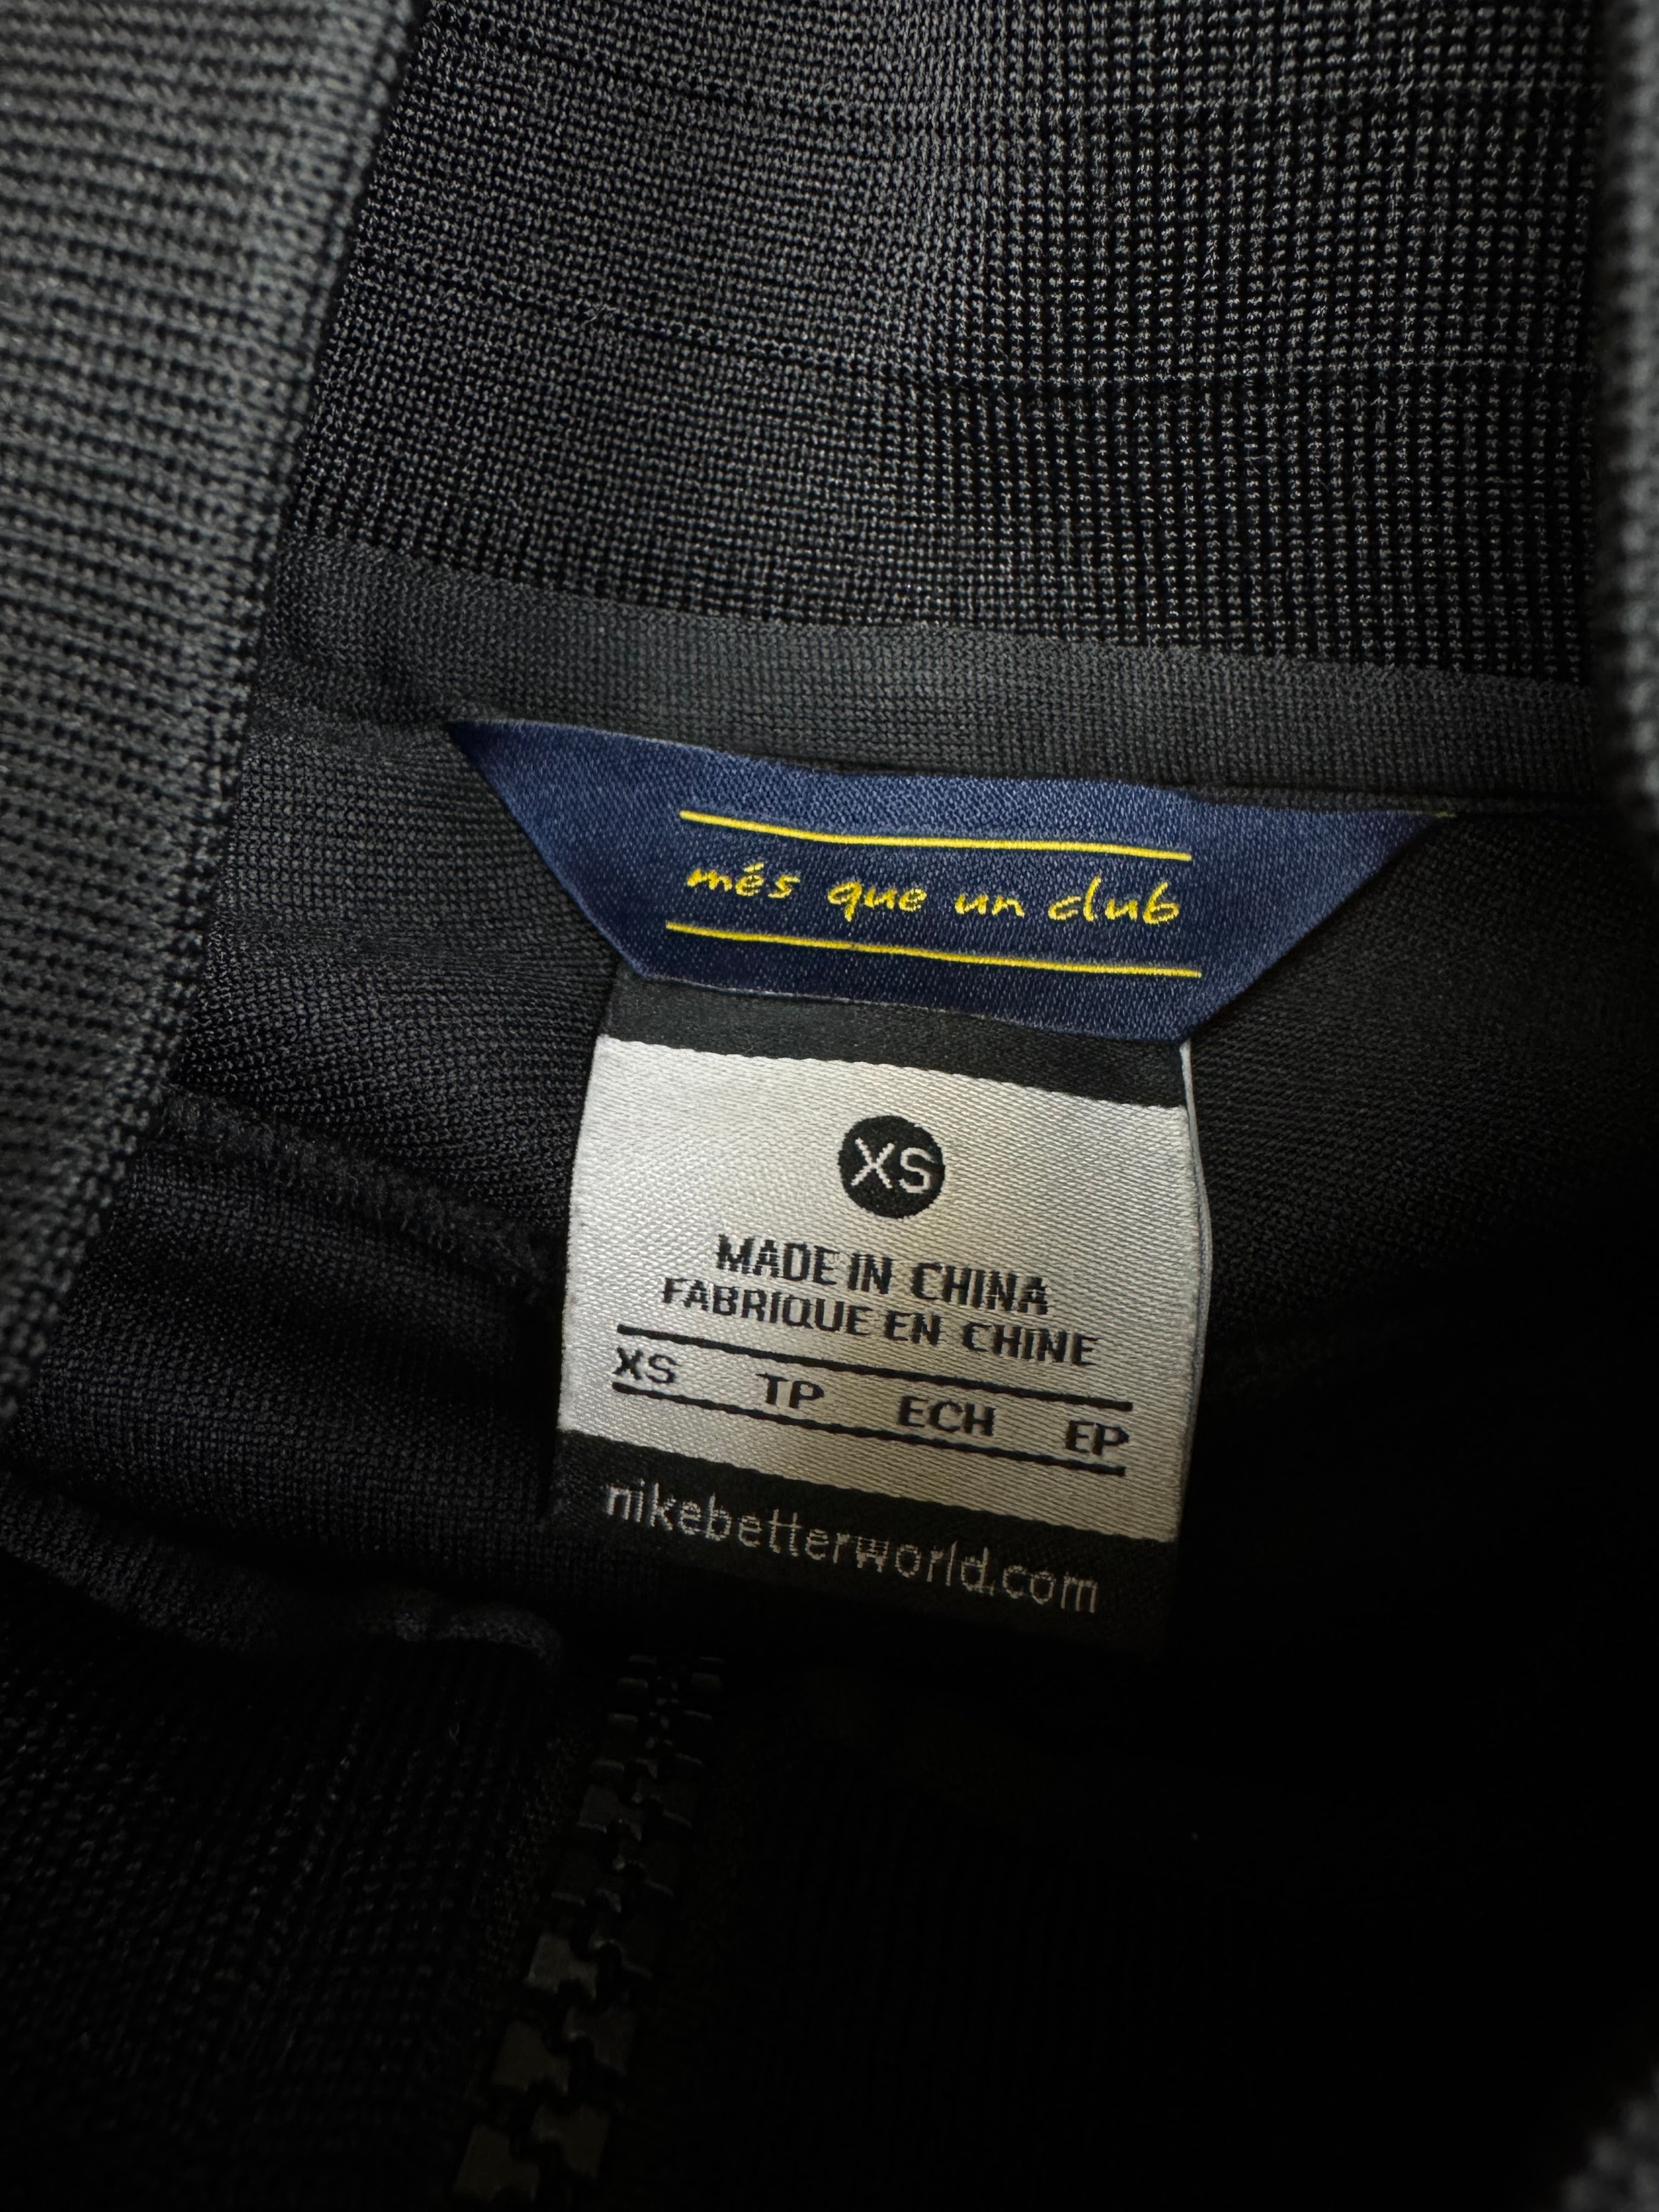 més que un club
XS
MADE IN CHINA
FABRIQUE EN CHINE
XS TP ECH EP
nikebetterworld.com